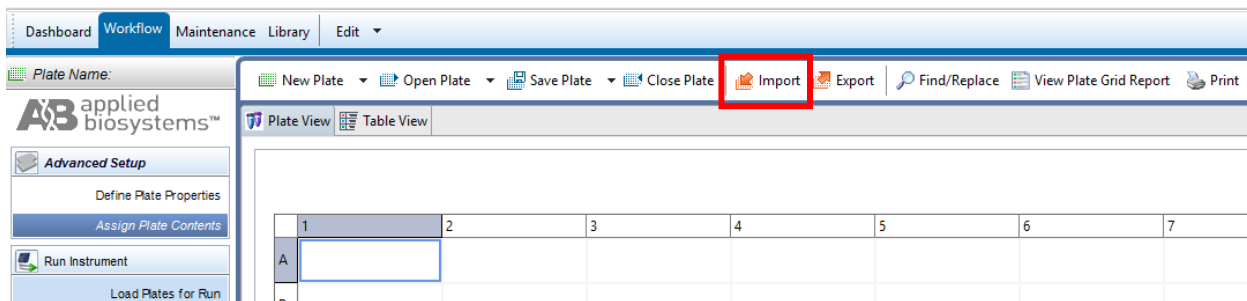 Dashboard Workflow Maintenance Library Edit
Plate Name:
New Plate Open Plate Save Plate Close Plate Import Export Find/Replace View Plate Grid Report Print
AB applied
biosystems™
Plate View Table View
Advanced Setup
Define Plate Properties
Assign Plate Contents
1 2 3 4 5 6 7
Run Instrument
A
Load Plates for Run